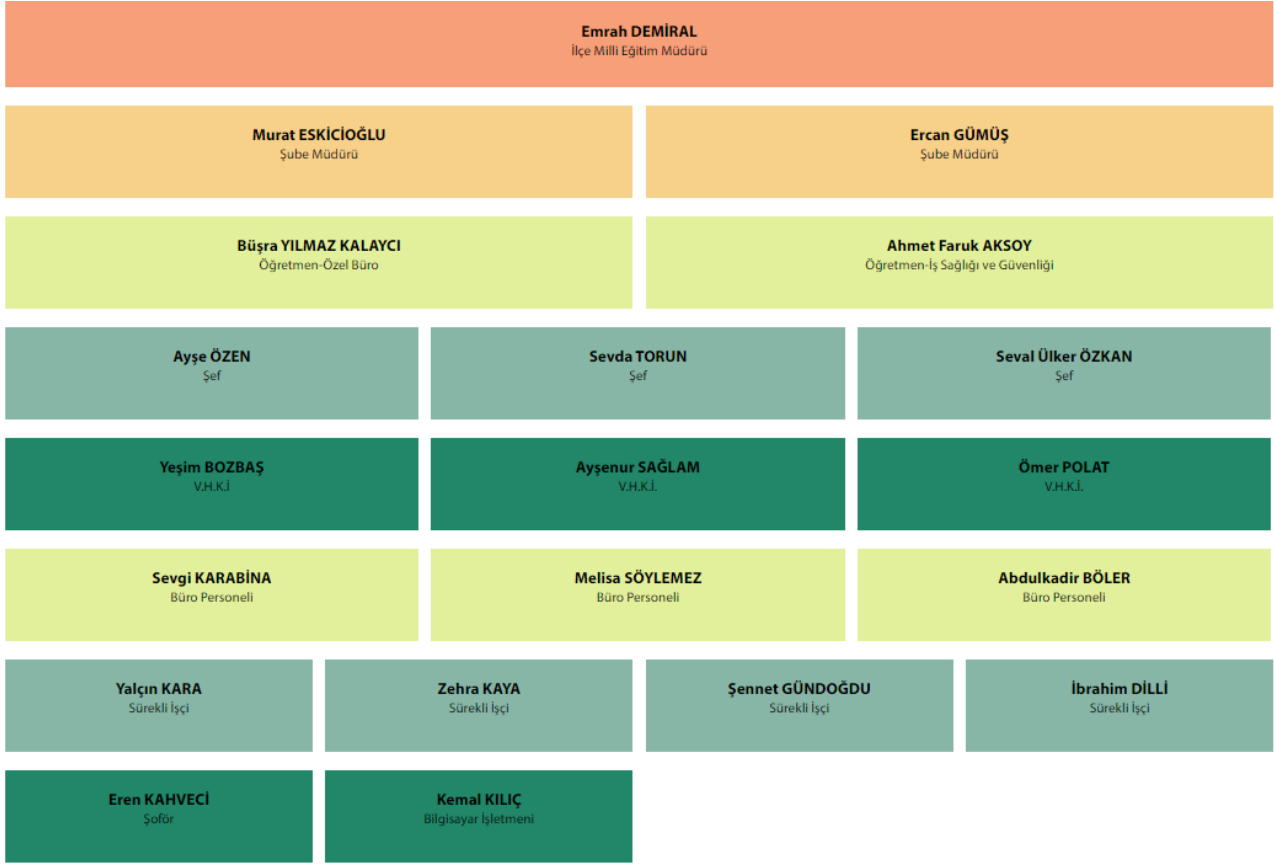 Emrah DEMİRAL
İlçe Milli Eğitim Müdürü
Murat ESKİCİOĞLU
Şube Müdürü
Ercan GÜMÜŞ
Şube Müdürü
Büşra YILMAZ KALAYCI
Öğretmen-Özel Büro
Ahmet Faruk AKSOY
Öğretmen-İş Sağlığı ve Güvenliği
Ayşe ÖZEN
Şef
Sevda TORUN
Şef
Seval Ülker ÖZKAN
Şef
Yeşim BOZBAŞ
V.H.K.İ
Ayşenur SAĞLAM
V.H.K.İ.
Ömer POLAT
V.H.K.İ.
Sevgi KARABİNA
Büro Personeli
Melisa SÖYLEMEZ
Büro Personeli
Abdulkadir BÖLER
Büro Personeli
Yalçın KARA
Sürekli İşçi
Zehra KAYA
Sürekli İşçi
Şennet GÜNDOĞDU
Sürekli İşçi
İbrahim DİLLİ
Sürekli İşçi
Eren KAHVECİ
Şoför
Kemal KILIÇ
Bilgisayar İşletmeni